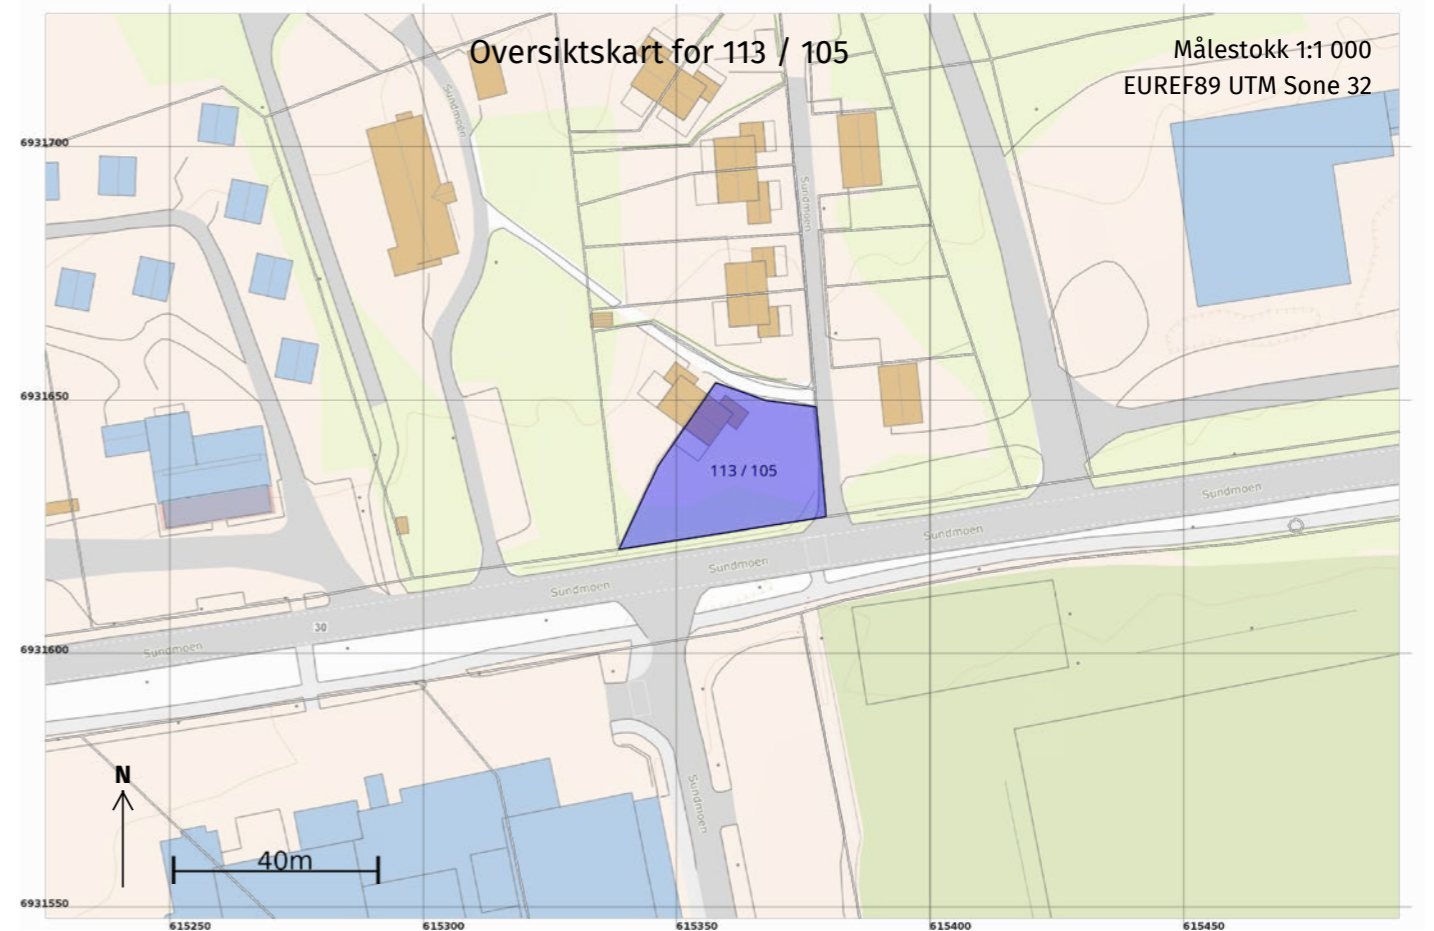 Oversiktskart for 113 / 105
Målestokk 1:1 000
EUREF89 UTM Sone 32
Sundmoen
6931700
Sundmoen
6931650
113 / 105
Sundmoen
Sundmoen
Sundmoen
Sundmoen
30
Sundmoen
6931600
N
Sundmoen
40m
6931550
615250
615300
615350
615400
615450